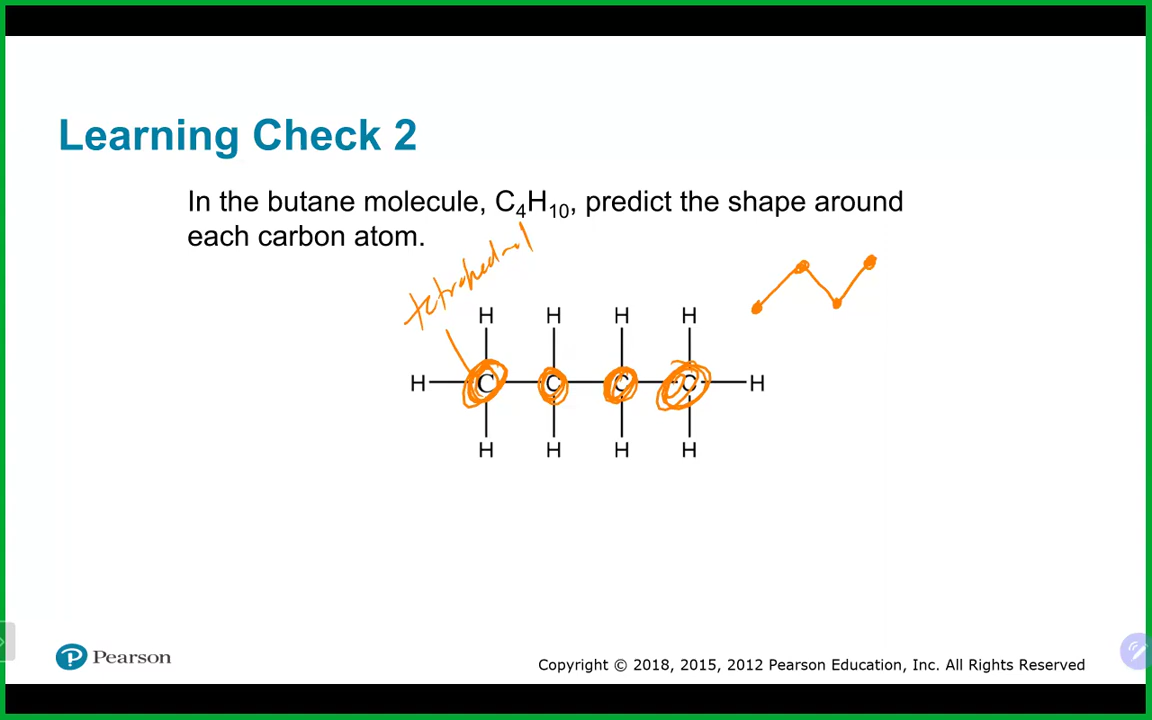 Learning Check 2
In the butane molecule, C₄H₁₀, predict the shape around
each carbon atom.
tetrahedral
H H H H
H C C C C H
H H H H
Pearson
Copyright © 2018, 2015, 2012 Pearson Education, Inc. All Rights Reserved